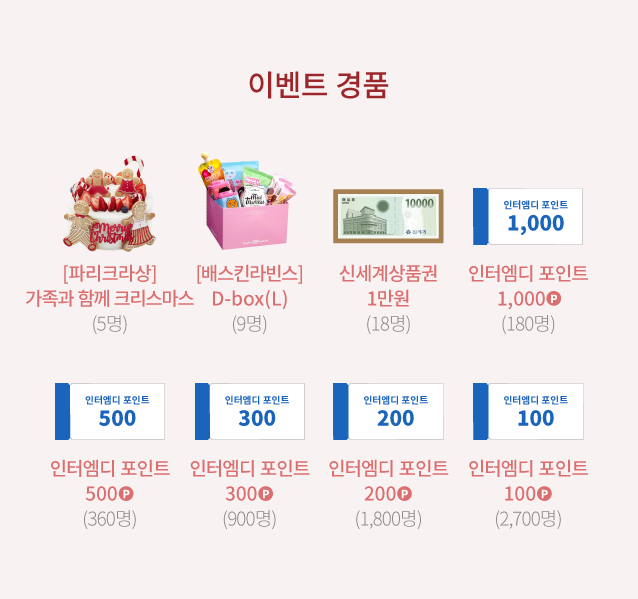 이벤트 경품
Merry
Christmas
10000
신세계
인터엠디 포인트
1,000
[파리크라상]
가족과 함께 크리스마스
(5명)
[배스킨라빈스]
D-box(L)
(9명)
신세계상품권
1만원
(18명)
인터엠디 포인트
1,000P
(180명)
인터엠디 포인트
500
인터엠디 포인트
300
인터엠디 포인트
200
인터엠디 포인트
100
인터엠디 포인트
500P
(360명)
인터엠디 포인트
300P
(900명)
인터엠디 포인트
200P
(1,800명)
인터엠디 포인트
100P
(2,700명)